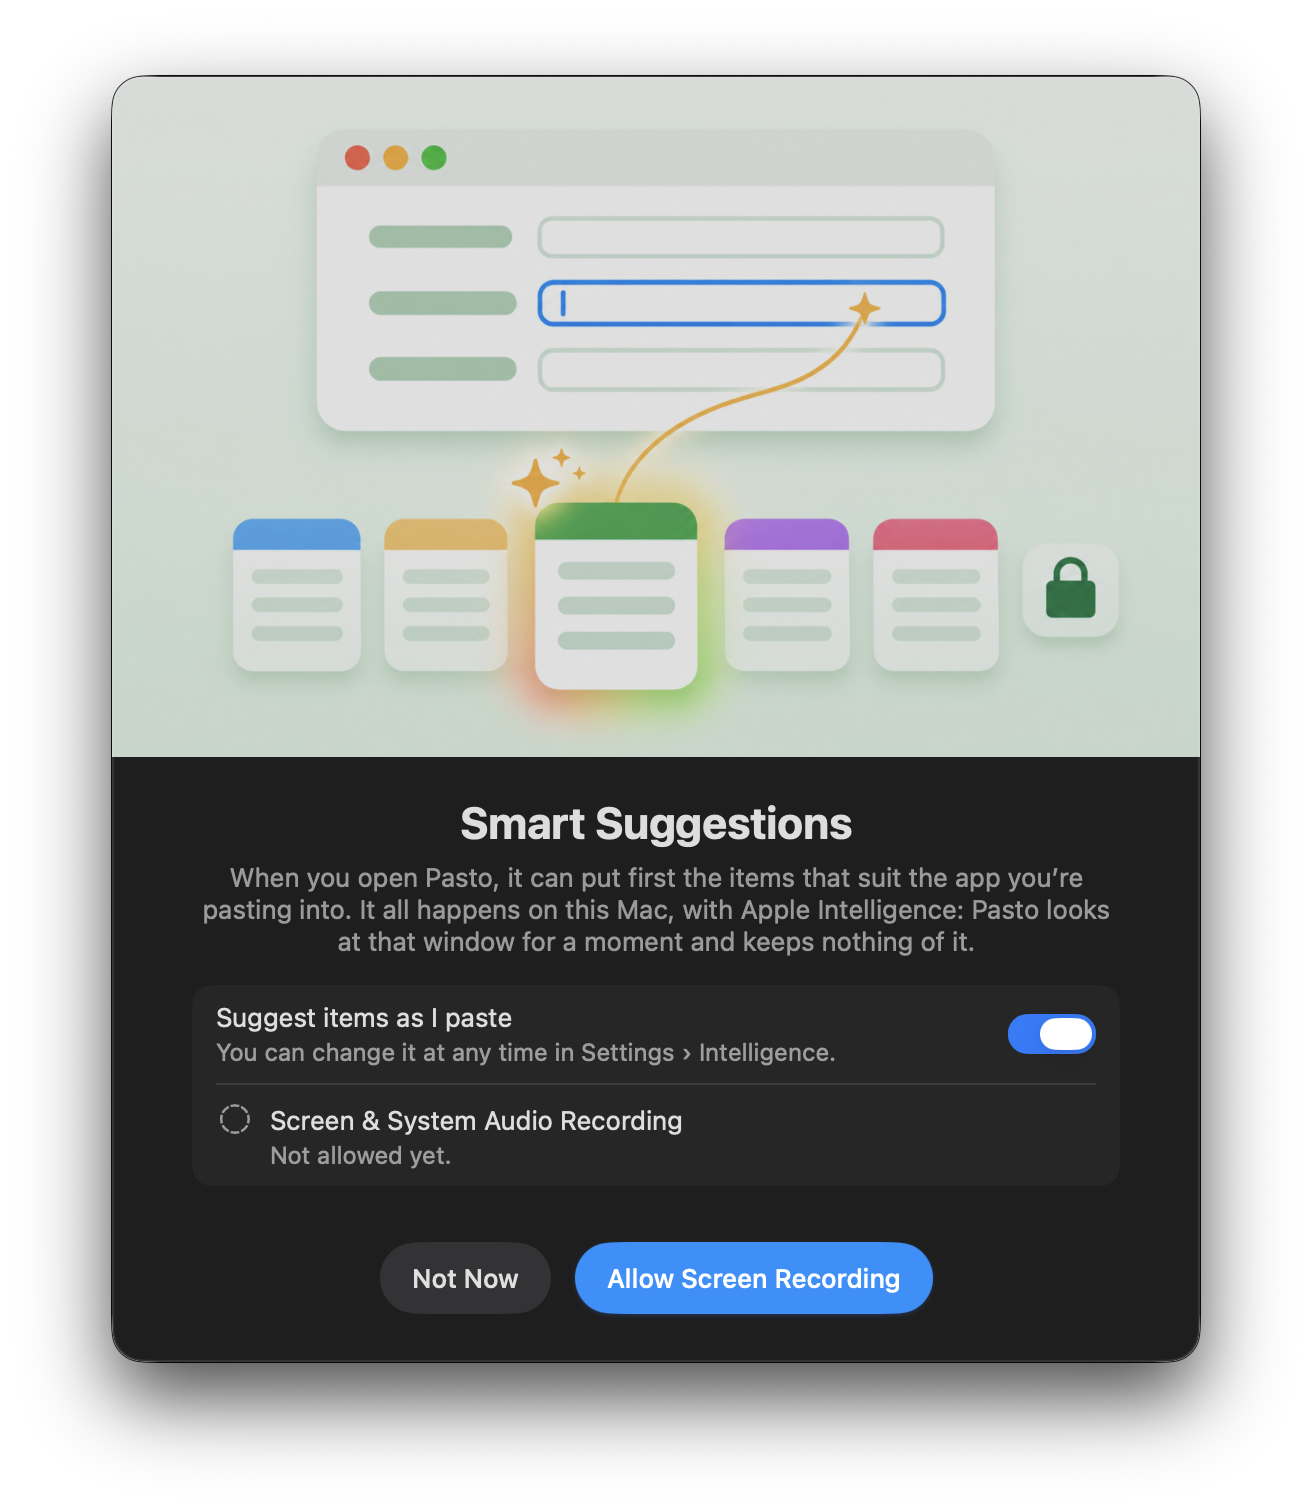 Smart Suggestions
When you open Pasto, it can put first the items that suit the app you’re
pasting into. It all happens on this Mac, with Apple Intelligence: Pasto looks
at that window for a moment and keeps nothing of it.
Suggest items as I paste
You can change it at any time in Settings › Intelligence.
Screen & System Audio Recording
Not allowed yet.
Not Now
Allow Screen Recording